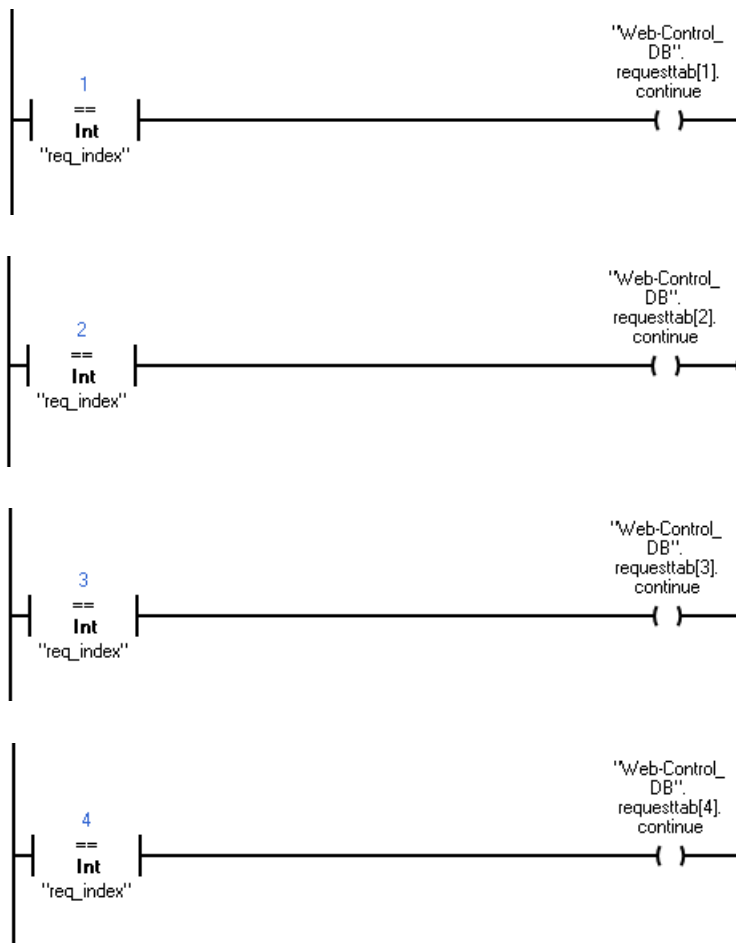 "Web-Control_
DB".
requesttab[1].
continue
1
==
Int
"req_index"
"Web-Control_
DB".
requesttab[2].
continue
2
==
Int
"req_index"
"Web-Control_
DB".
requesttab[3].
continue
3
==
Int
"req_index"
"Web-Control_
DB".
requesttab[4].
continue
4
==
Int
"req_index"